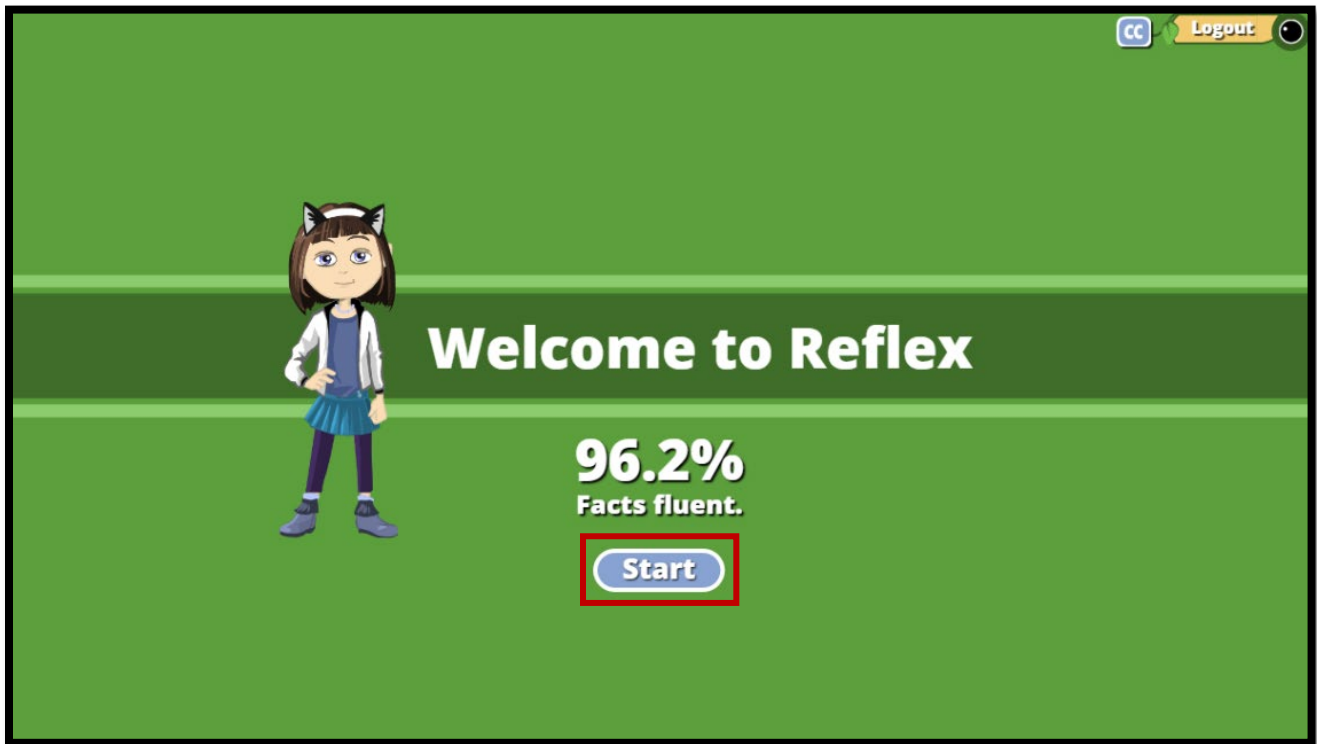 CC
Logout
Welcome to Reflex
96.2%
Facts fluent.
Start